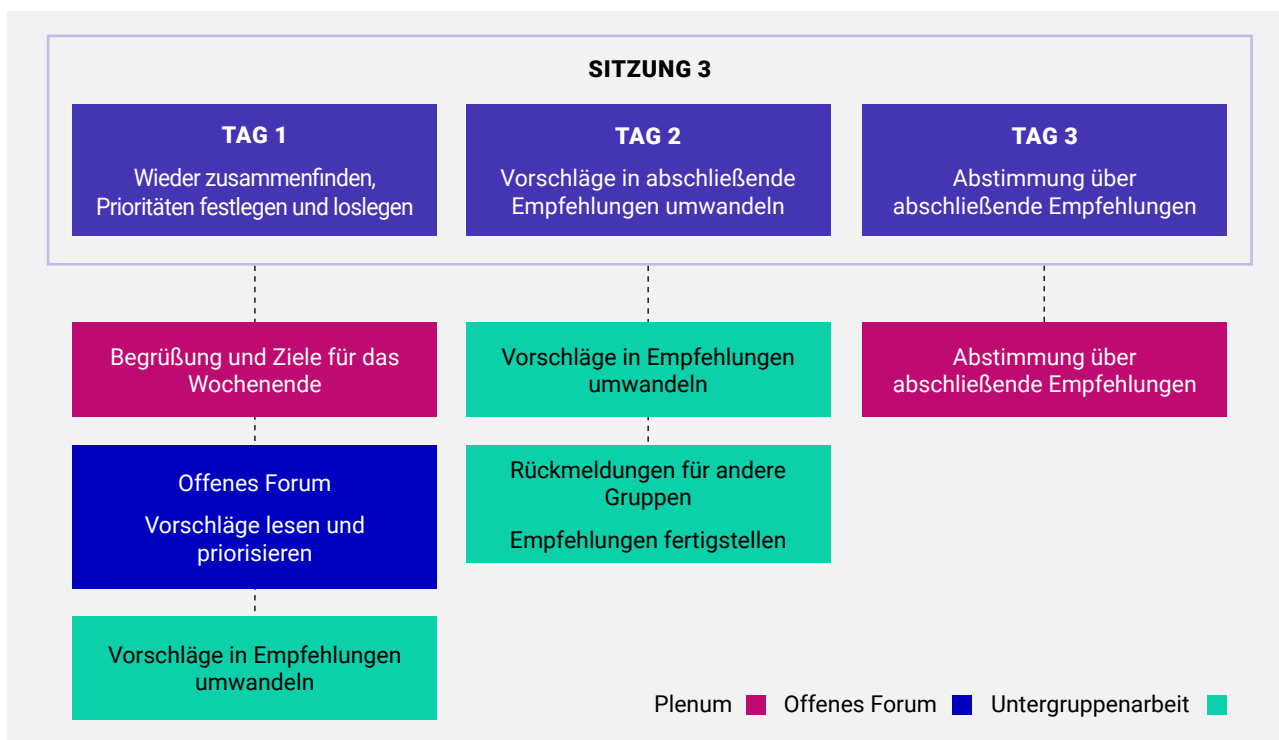 SITZUNG 3
TAG 1
Wieder zusammenfinden,
Prioritäten festlegen und loslegen
TAG 2
Vorschläge in abschließende
Empfehlungen umwandeln
TAG 3
Abstimmung über
abschließende Empfehlungen
Begrüßung und Ziele für das
Wochenende
Offenes Forum
Vorschläge lesen und
priorisieren
Vorschläge in Empfehlungen
umwandeln
Vorschläge in Empfehlungen
umwandeln
Rückmeldungen für andere
Gruppen
Empfehlungen fertigstellen
Abstimmung über
abschließende Empfehlungen
Plenum Offenes Forum Untergruppenarbeit